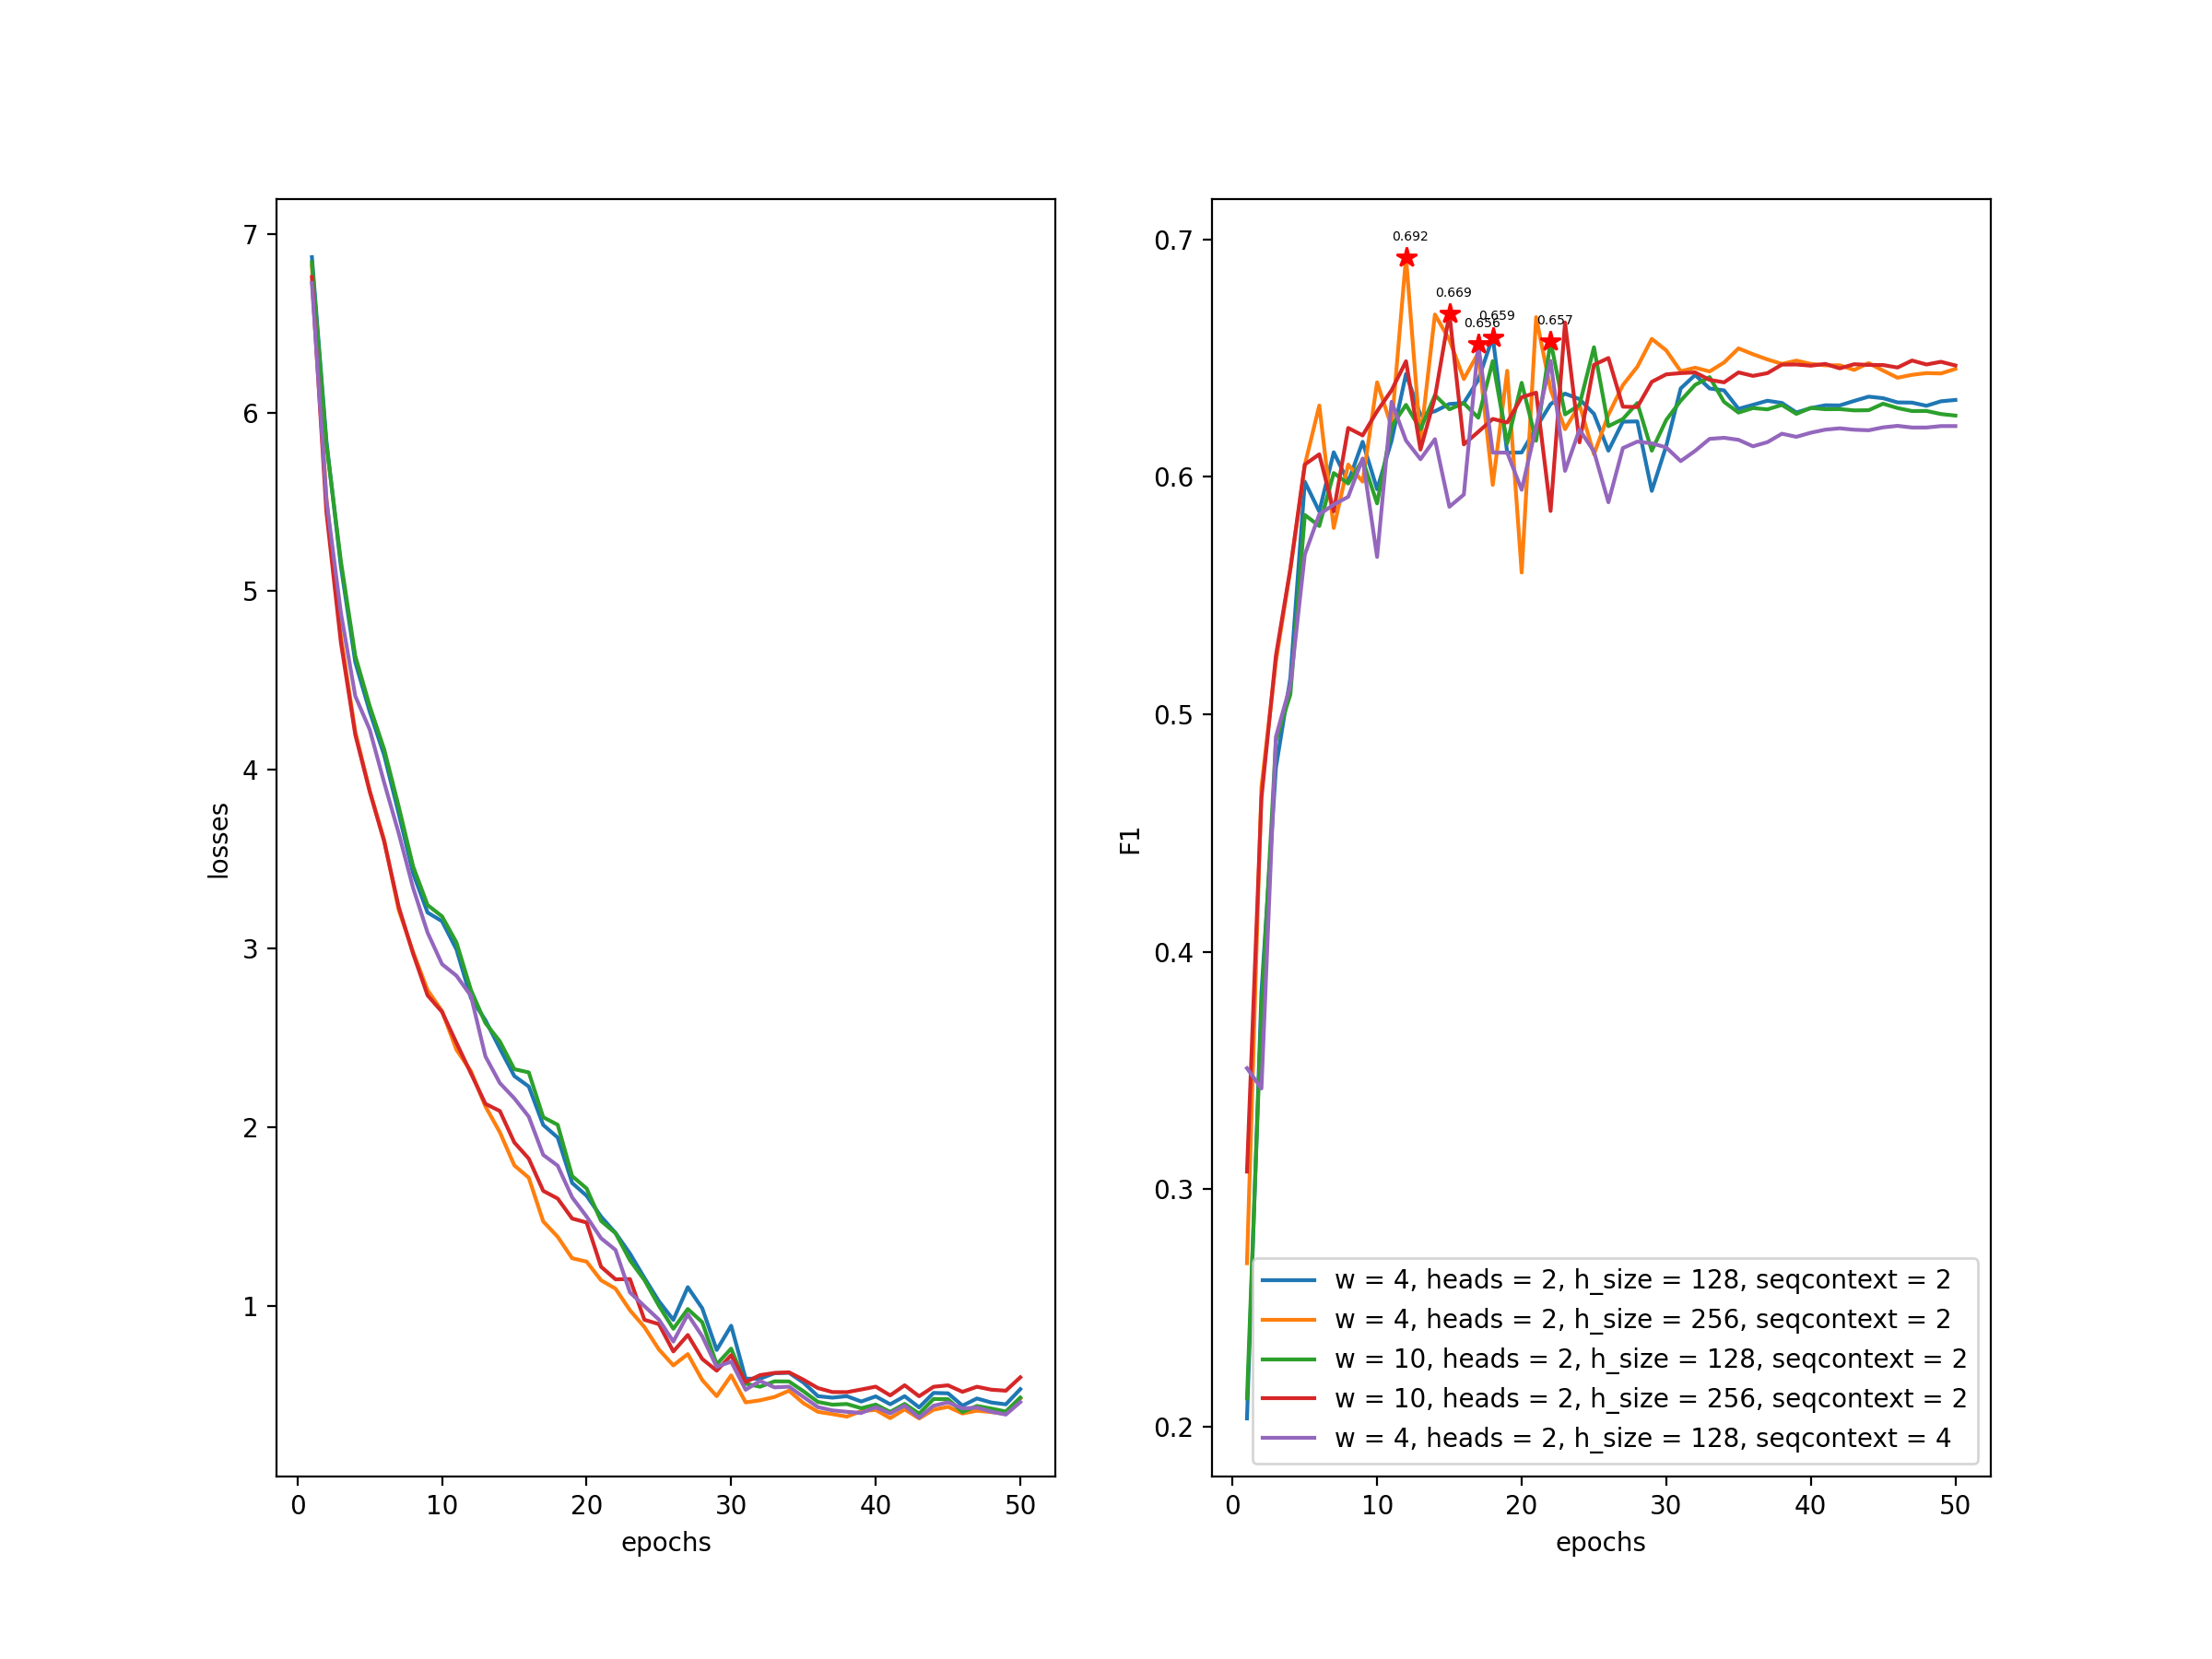 7
6
5
4
3
2
1
0 10 20 30 40 50
epochs
losses
0.7
0.6
0.5
0.4
0.3
0.2
0 10 20 30 40 50
epochs
F1
0.692
0.669
0.659
0.656
0.657
w = 4, heads = 2, h_size = 128, seqcontext = 2
w = 4, heads = 2, h_size = 256, seqcontext = 2
w = 10, heads = 2, h_size = 128, seqcontext = 2
w = 10, heads = 2, h_size = 256, seqcontext = 2
w = 4, heads = 2, h_size = 128, seqcontext = 4